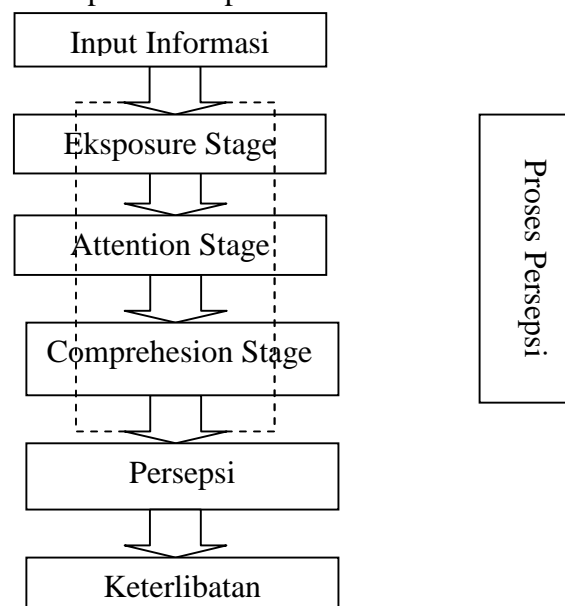 Input Informasi
Eksposure Stage
Attention Stage
Comprehesion Stage
Persepsi
Keterlibatan
Proses Persepsi